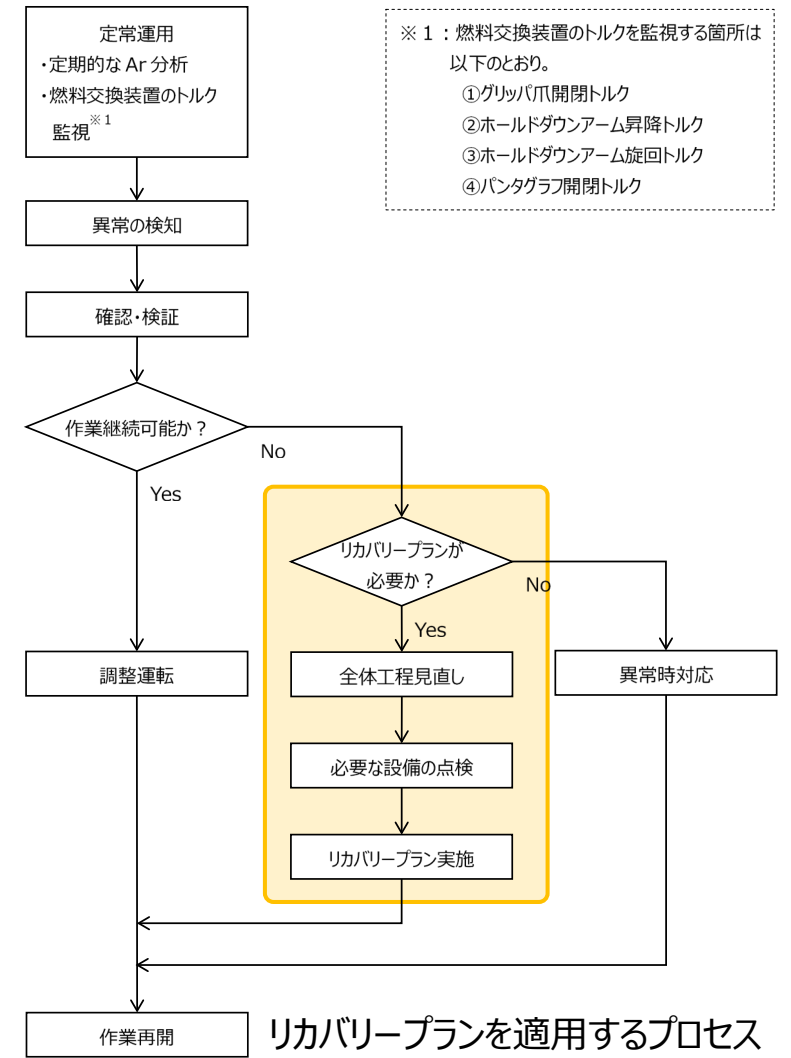 定常運用
・定期的な Ar 分析
・燃料交換装置のトルク
監視※1
※1：燃料交換装置のトルクを監視する箇所は
以下のとおり。
①グリッパ爪開閉トルク
②ホールドダウンアーム昇降トルク
③ホールドダウンアーム旋回トルク
④パンタグラフ開閉トルク
異常の検知
確認・検証
作業継続可能か？
No
Yes
リカバリープランが
必要か？
No
Yes
調整運転
全体工程見直し
異常時対応
必要な設備の点検
リカバリープラン実施
作業再開
リカバリープランを適用するプロセス